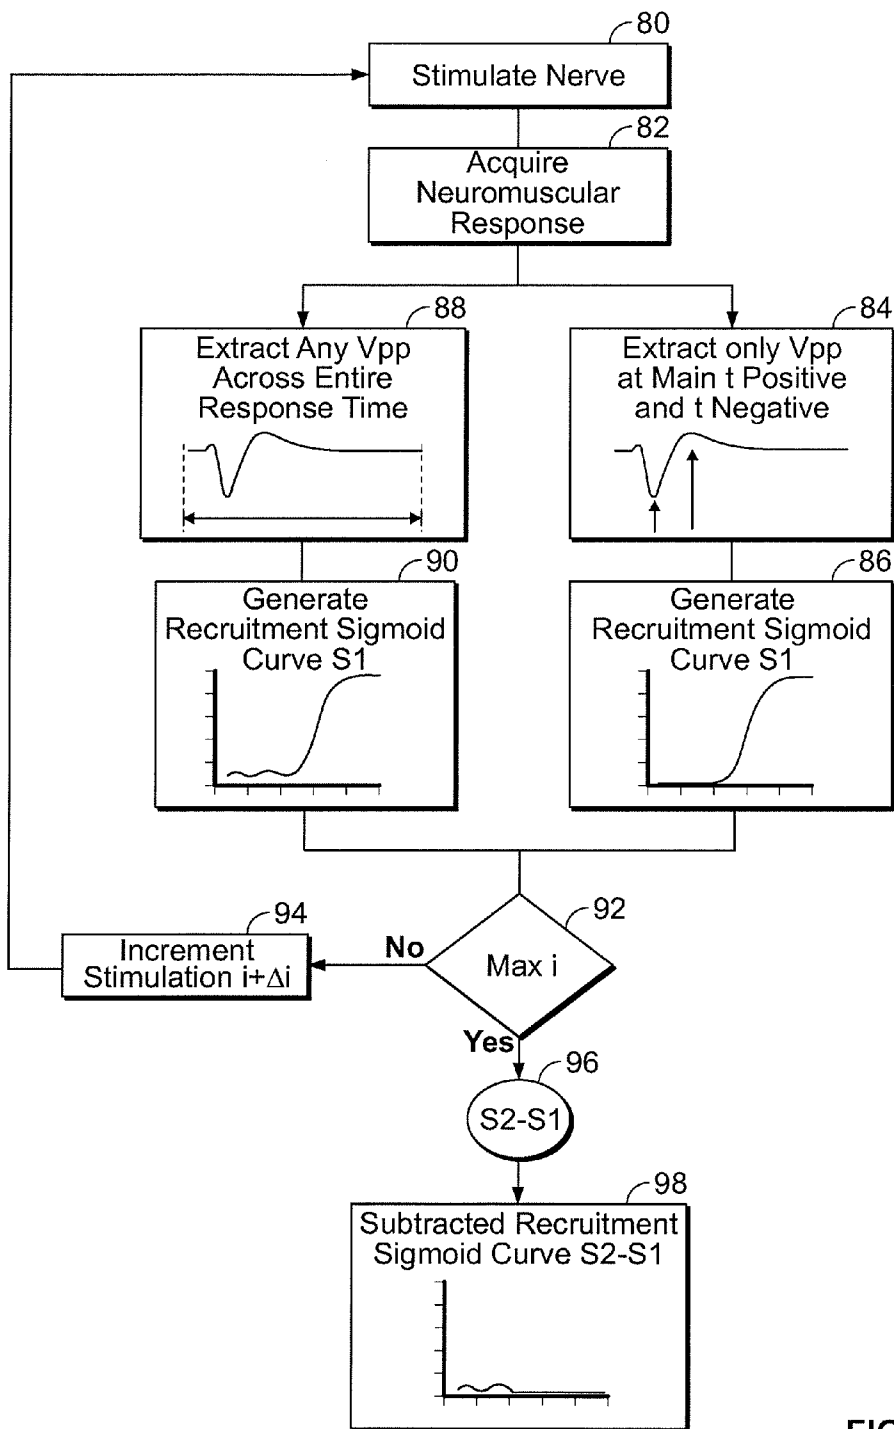 80
Stimulate Nerve
82
Acquire
Neuromuscular
Response
88
Extract Any Vpp
Across Entire
Response Time
84
Extract only Vpp
at Main t Positive
and t Negative
90
Generate
Recruitment Sigmoid
Curve S1
86
Generate
Recruitment Sigmoid
Curve S1
92
Max i
No
94
Increment
Stimulation i+Δi
Yes
96
S2-S1
98
Subtracted Recruitment
Sigmoid Curve S2-S1